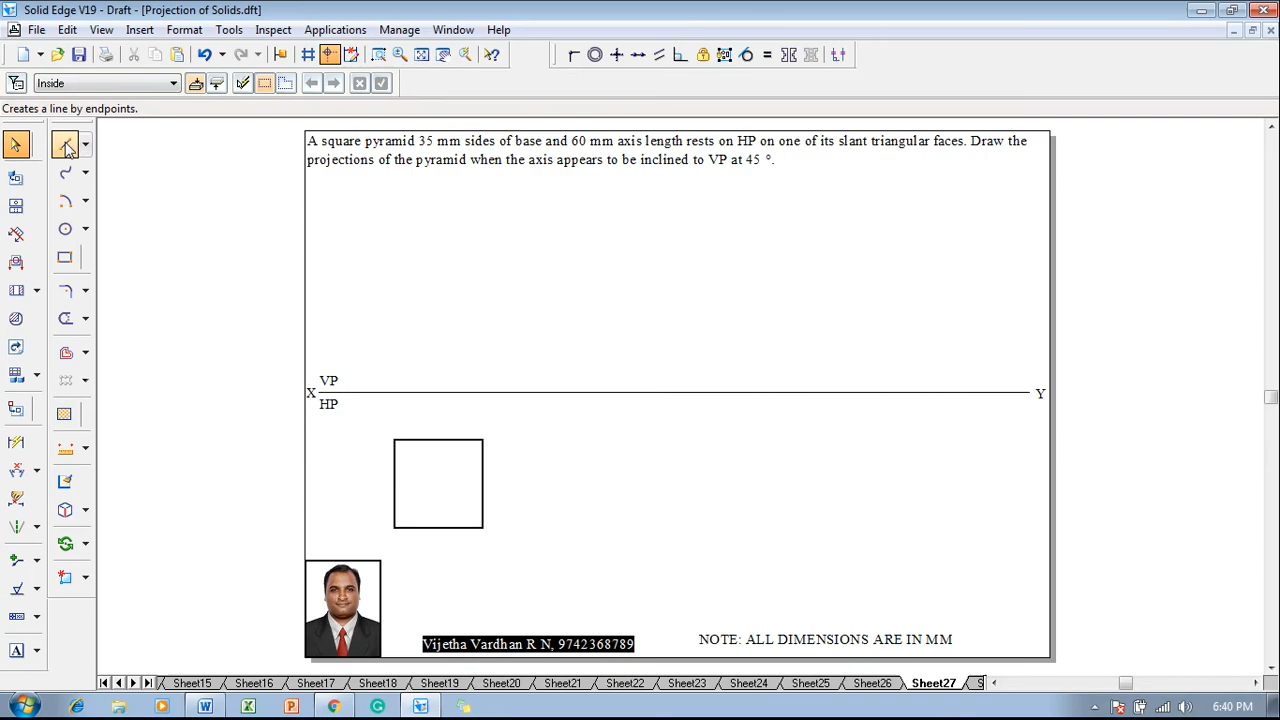 Solid Edge V19 - Draft - [Projection of Solids.dft]
File Edit View Insert Format Tools Inspect Applications Manage Window Help
Inside
Creates a line by endpoints.
A square pyramid 35 mm sides of base and 60 mm axis length rests on HP on one of its slant triangular faces. Draw the
projections of the pyramid when the axis appears to be inclined to VP at 45 º.
VP
X Y
HP
Vijetha Vardhan R N, 9742368789
NOTE: ALL DIMENSIONS ARE IN MM
Sheet15 Sheet16 Sheet17 Sheet18 Sheet19 Sheet20 Sheet21 Sheet22 Sheet23 Sheet24 Sheet25 Sheet26 Sheet27 S
6:40 PM